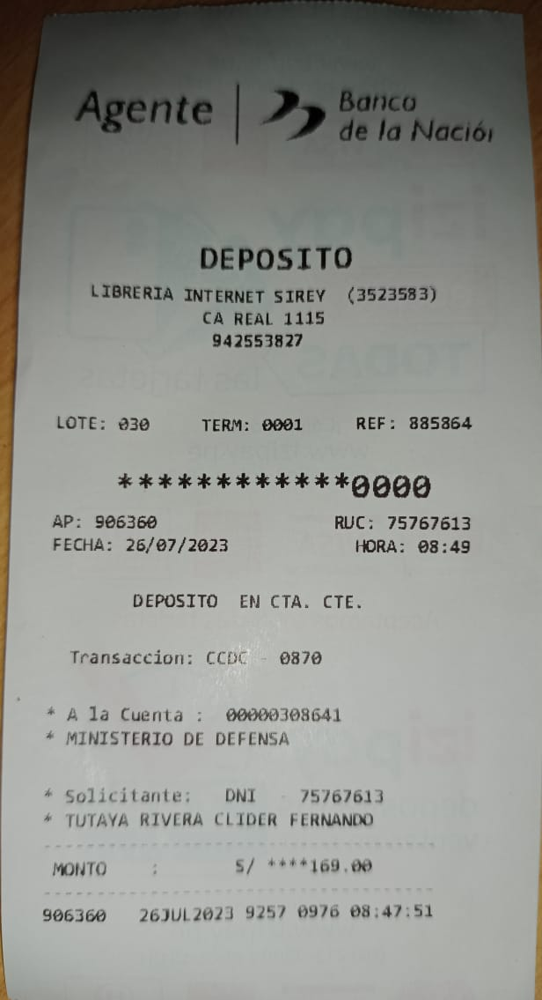 Agente | Banco
de la Nación
DEPOSITO
LIBRERIA INTERNET SIREY (3523583)
CA REAL 1115
942553827
LOTE: 030 TERM: 0001 REF: 885864
************0000
AP: 906360 RUC: 75767613
FECHA: 26/07/2023 HORA: 08:49
DEPOSITO EN CTA. CTE.
Transaccion: CCDC - 0870
* A la Cuenta : 00000308641
* MINISTERIO DE DEFENSA
* Solicitante: DNI - 75767613
* TUTAYA RIVERA CLIDER FERNANDO
MONTO : S/ ****169.00
906360 26JUL2023 9257 0976 08:47:51